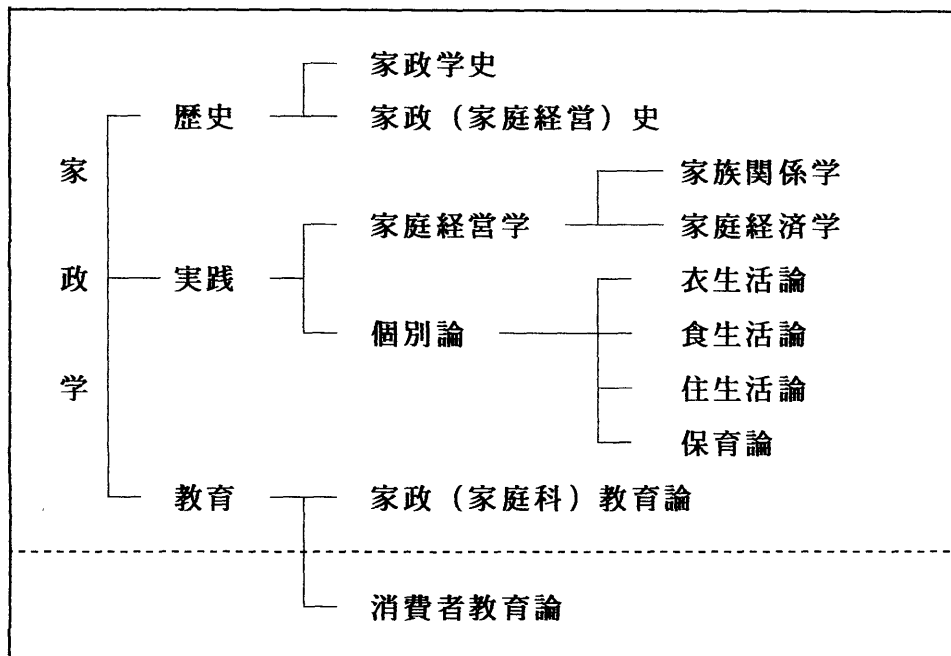 家政学
歴史
家政学史
家政（家庭経営）史
実践
家庭経営学
家族関係学
家庭経済学
個別論
衣生活論
食生活論
住生活論
保育論
教育
家政（家庭科）教育論
消費者教育論